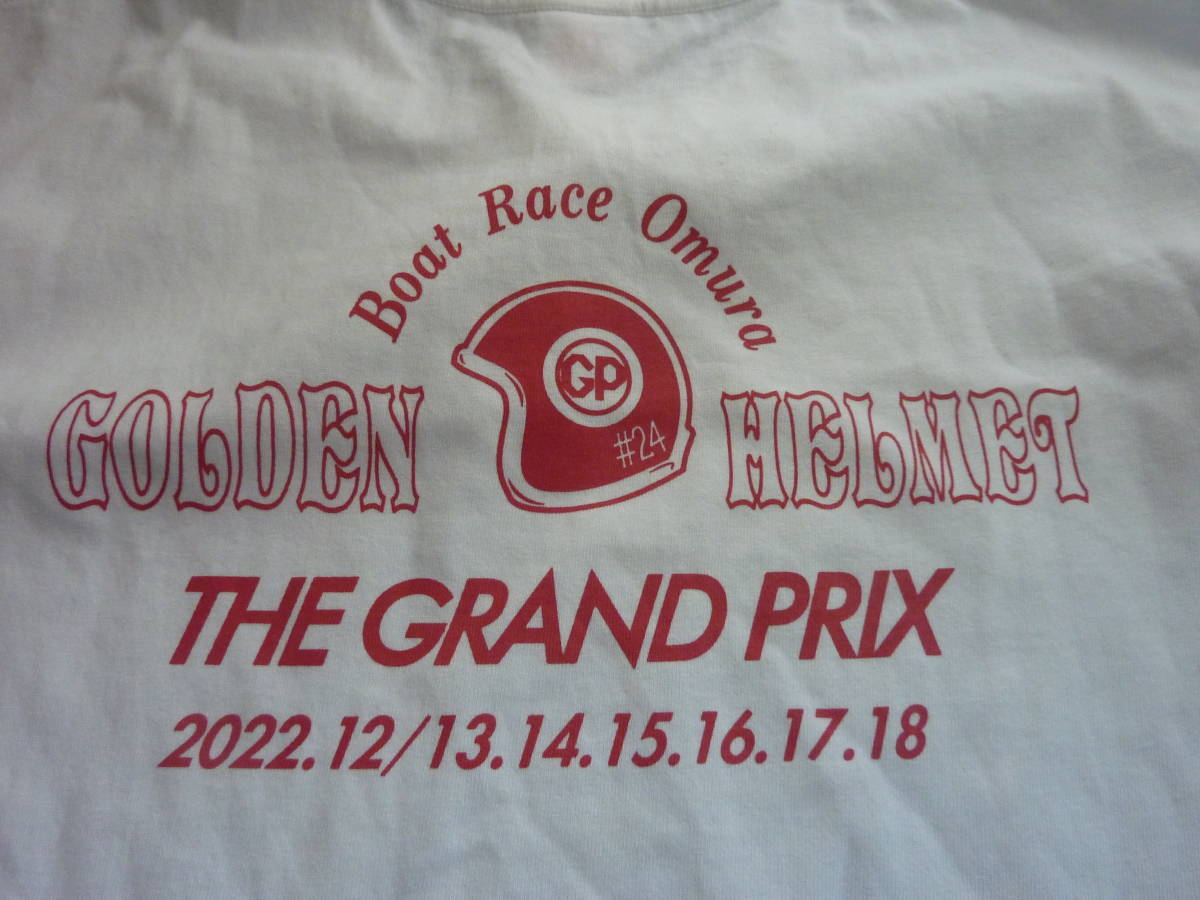 Boat Race Omura
GP
#24
GOLDEN HELMET
THE GRAND PRIX
2022.12/13.14.15.16.17.18